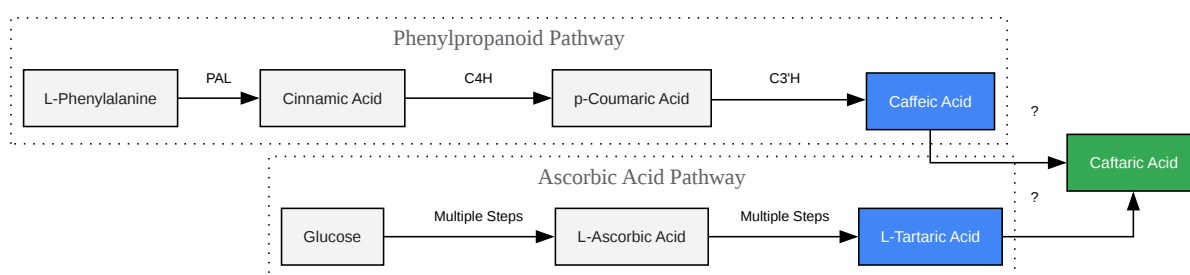 Phenylpropanoid Pathway
PAL
C4H
C3'H
L-Phenylalanine
Cinnamic Acid
p-Coumaric Acid
Caffeic Acid
?
Caftaric Acid
Ascorbic Acid Pathway
?
Multiple Steps
Multiple Steps
Glucose
L-Ascorbic Acid
L-Tartaric Acid